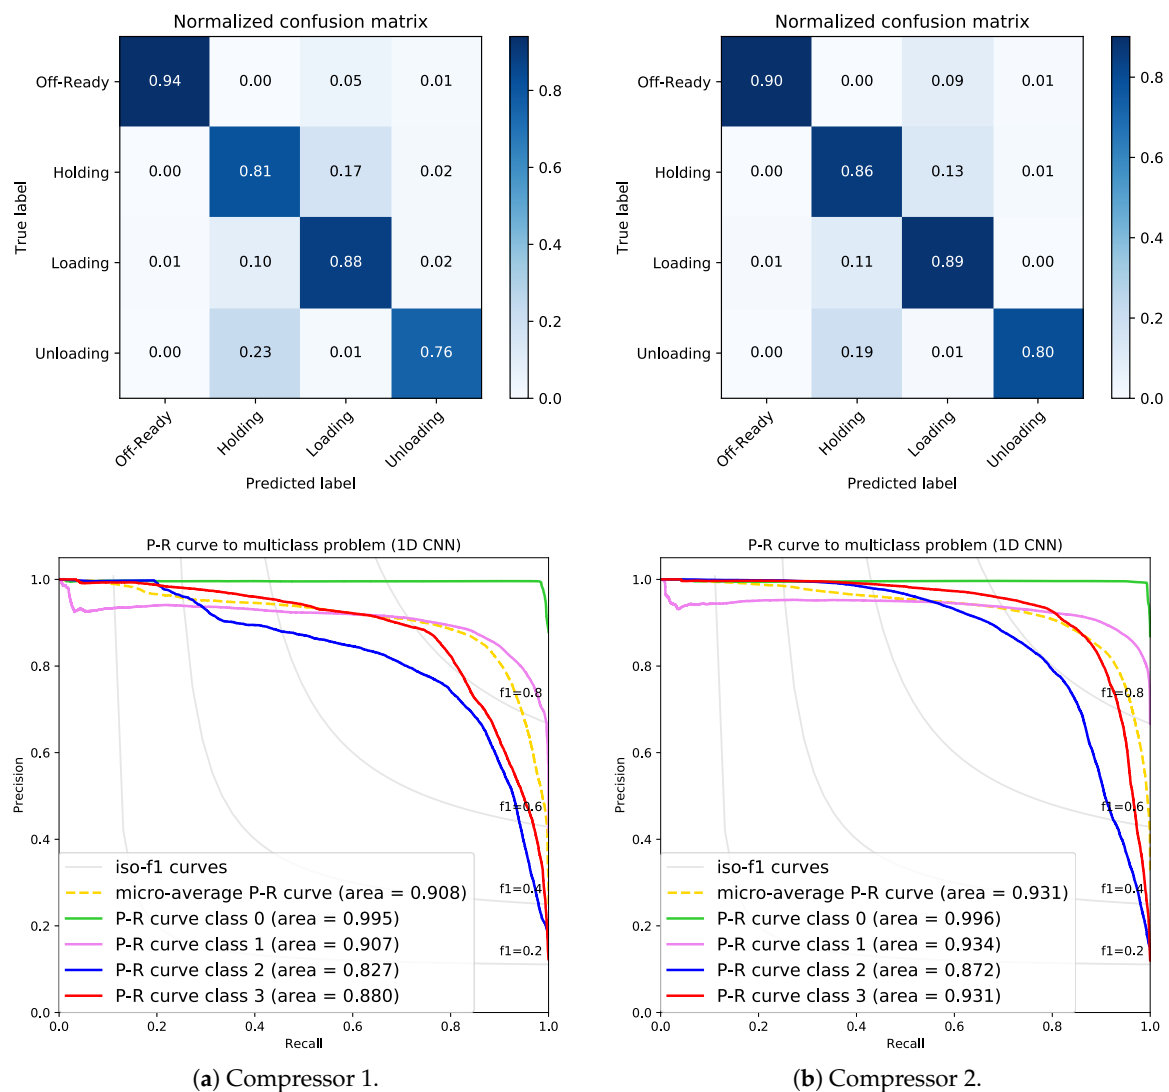 Normalized confusion matrix
Off-Ready 0.94 0.00 0.05 0.01
Holding 0.00 0.81 0.17 0.02
Loading 0.01 0.10 0.88 0.02
Unloading 0.00 0.23 0.01 0.76
True label
Off-Ready Holding Loading Unloading
Predicted label
0.8
0.6
0.4
0.2
0.0
Normalized confusion matrix
Off-Ready 0.90 0.00 0.09 0.01
Holding 0.00 0.86 0.13 0.01
Loading 0.01 0.11 0.89 0.00
Unloading 0.00 0.19 0.01 0.80
True label
Off-Ready Holding Loading Unloading
Predicted label
0.8
0.6
0.4
0.2
0.0
P-R curve to multiclass problem (1D CNN)
1.0
0.8
0.6
0.4
0.2
0.0
Precision
f1=0.8
f1=0.6
f1=0.4
f1=0.2
iso-f1 curves
micro-average P-R curve (area = 0.908)
P-R curve class 0 (area = 0.995)
P-R curve class 1 (area = 0.907)
P-R curve class 2 (area = 0.827)
P-R curve class 3 (area = 0.880)
0.0 0.2 0.4 0.6 0.8 1.0
Recall
(a) Compressor 1.
P-R curve to multiclass problem (1D CNN)
1.0
0.8
0.6
0.4
0.2
0.0
Precision
f1=0.8
f1=0.6
f1=0.4
f1=0.2
iso-f1 curves
micro-average P-R curve (area = 0.931)
P-R curve class 0 (area = 0.996)
P-R curve class 1 (area = 0.934)
P-R curve class 2 (area = 0.872)
P-R curve class 3 (area = 0.931)
0.0 0.2 0.4 0.6 0.8 1.0
Recall
(b) Compressor 2.